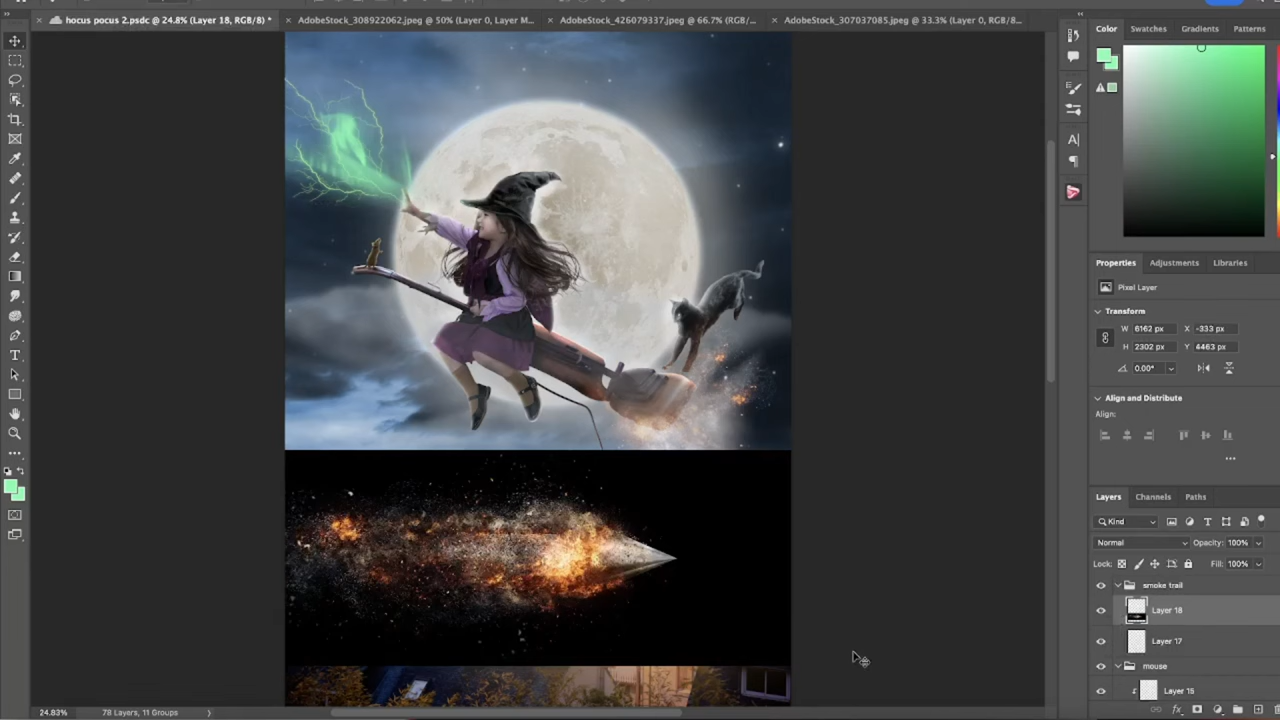 hocus pocus 2.psdc @ 24.8% (Layer 18, RGB/8) *
AdobeStock_308922062.jpeg @ 50% (Layer 0, Layer M...
AdobeStock_426079337.jpeg @ 66.7% (RGB/...
AdobeStock_307037085.jpeg @ 33.3% (Layer 0, RGB/8...
Color
Swatches
Gradients
Patterns
Properties
Adjustments
Libraries
Pixel Layer
Transform
W 6162 px X -333 px
H 2302 px Y 4463 px
0.00°
Align and Distribute
Align:
Layers
Channels
Paths
Kind
Normal
Opacity: 100%
Lock:
Fill: 100%
smoke trail
Layer 18
Layer 17
mouse
Layer 15
24.83%
78 Layers, 11 Groups